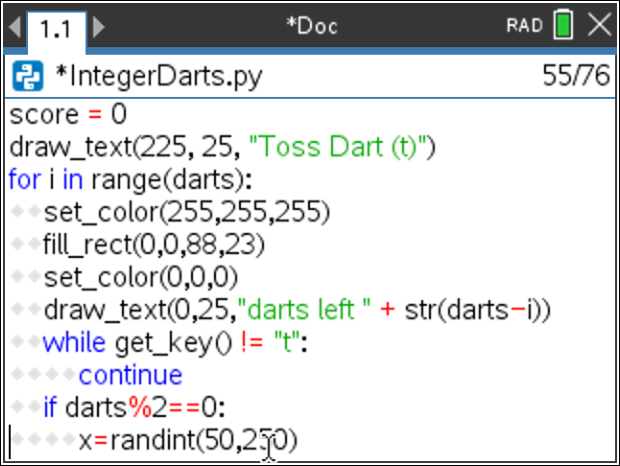 1.1 *Doc RAD
*IntegerDarts.py 55/76
score = 0
draw_text(225, 25, "Toss Dart (t)")
for i in range(darts):
set_color(255,255,255)
fill_rect(0,0,88,23)
set_color(0,0,0)
draw_text(0,25,"darts left " + str(darts-i))
while get_key() != "t":
continue
if darts%2==0:
x=randint(50,250)